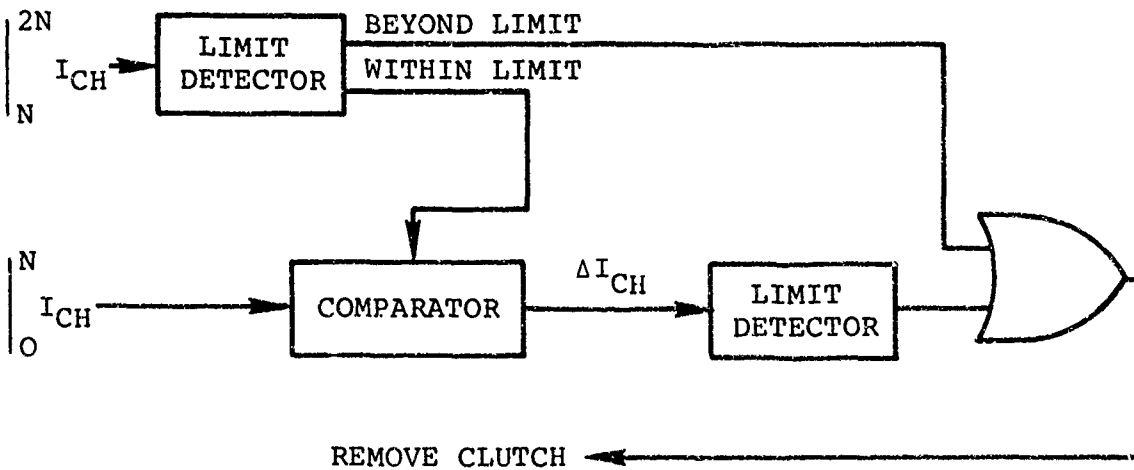 2N
BEYOND LIMIT
LIMIT
DETECTOR
I_CH
WITHIN LIMIT
N
N
I_CH
O
COMPARATOR
ΔI_CH
LIMIT
DETECTOR
REMOVE CLUTCH